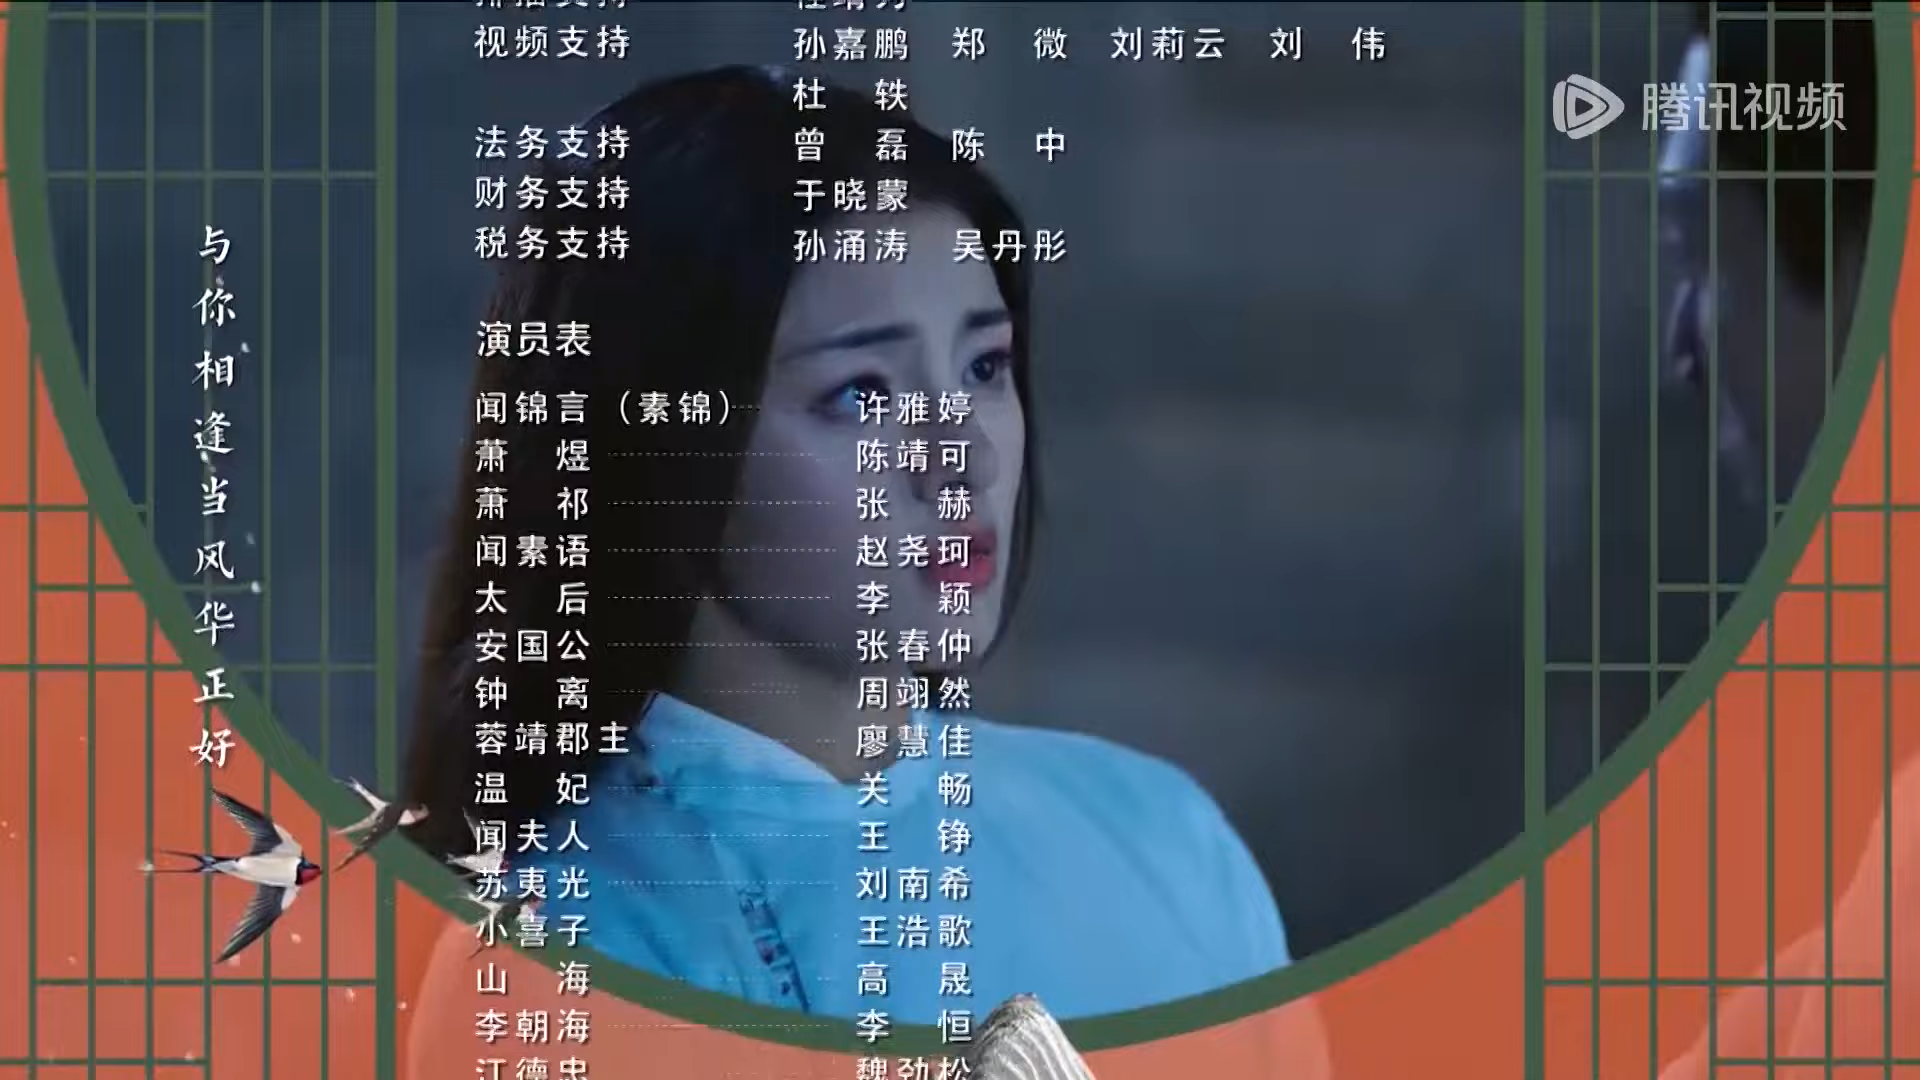 视频支持 孙嘉鹏 郑微 刘莉云 刘伟
杜轶
法务支持 曾磊 陈中
财务支持 于晓蒙
税务支持 孙涌涛 吴丹彤
演员表
闻锦言（素锦） 许雅婷
萧煜 陈靖可
萧祁 张赫
闻素语 赵尧珂
太后 李颖
安国公 张春仲
钟离 周翊然
蓉靖郡主 廖慧佳
温妃 关畅
闻夫人 王铮
苏夷光 刘南希
小喜子 王浩歌
山海 高晟
李朝海 李恒
江德忠 魏劲松
与你相逢当风华正好
腾讯视频